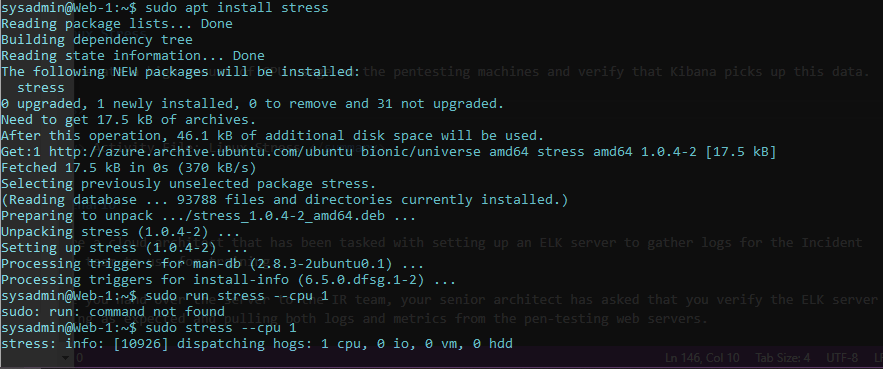 sysadmin@Web-1:~$ sudo apt install stress
Reading package lists... Done
Building dependency tree
Reading state information... Done
The following NEW packages will be installed:
the pentesting machines and verify that Kibana picks up this data.
  stress
0 upgraded, 1 newly installed, 0 to remove and 31 not upgraded.
Need to get 17.5 kB of archives.
After this operation, 46.1 kB of additional disk space will be used.
Get:1 http://azure.archive.ubuntu.com/ubuntu bionic/universe amd64 stress amd64 1.0.4-2 [17.5 kB]
Fetched 17.5 kB in 0s (370 kB/s)
Selecting previously unselected package stress.
(Reading database ... 93788 files and directories currently installed.)
Preparing to unpack .../stress_1.0.4-2_amd64.deb ...
Unpacking stress (1.0.4-2) ...
that has been tasked with setting up an ELK server to gather logs for the Incident
Setting up stress (1.0.4-2) ...
Processing triggers for man-db (2.8.3-2ubuntu0.1) ...
Processing triggers for install-info (6.5.0.dfsg.1-2) ...
sysadmin@Web-1:~$ sudo run stress --cpu 1
IR team, your senior architect has asked that you verify the ELK server
sudo: run: command not found
as expected and pulling both logs and metrics from the pen-testing web servers.
sysadmin@Web-1:~$ sudo stress --cpu 1
stress: info: [10926] dispatching hogs: 1 cpu, 0 io, 0 vm, 0 hdd
0 Ln 146, Col 10 Tab Size: 4 UTF-8